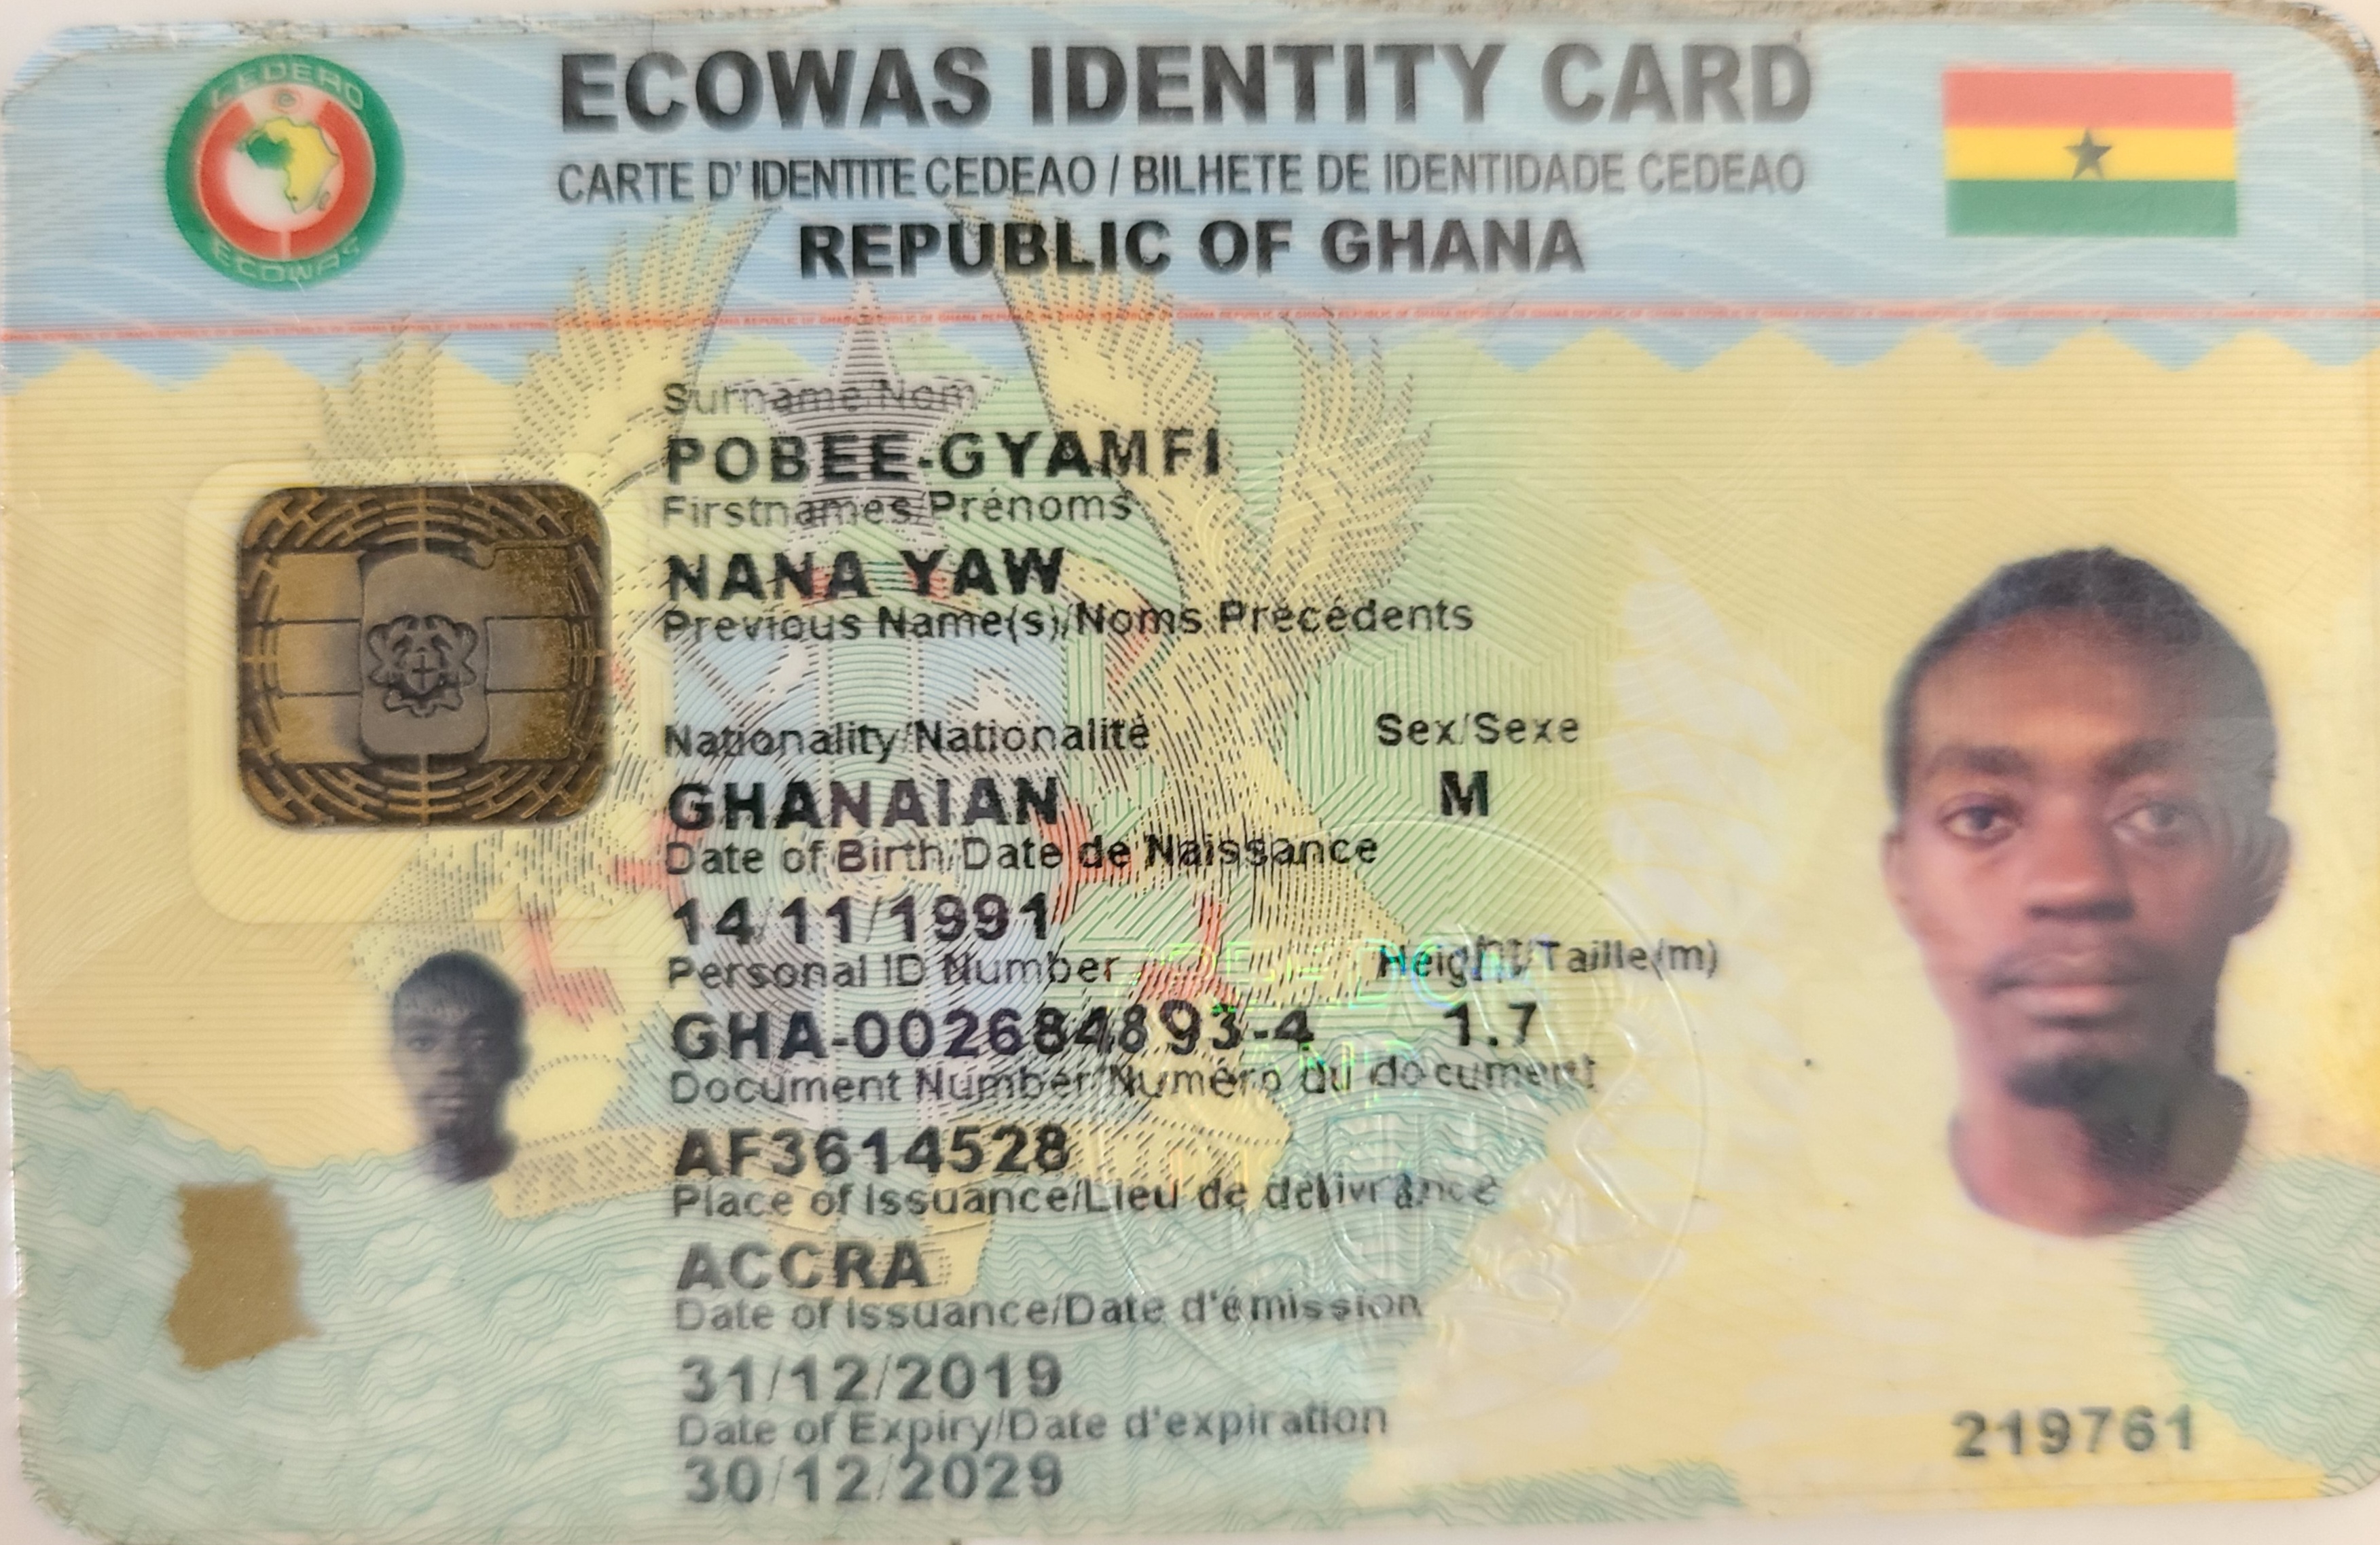 CEDEAO
ECOWAS
ECOWAS IDENTITY CARD
CARTE D'IDENTITE CEDEAO / BILHETE DE IDENTIDADE CEDEAO
REPUBLIC OF GHANA
Surname/Nom
POBEE-GYAMFI
Firstnames/Prénoms
NANA YAW
Previous Name(s)/Noms Précédents
Nationality/Nationalité Sex/Sexe
GHANAIAN M
Date of Birth/Date de Naissance
14/11/1991
Personal ID Number Height/Taille(m)
GHA-002684893-4 1.7
Document Number/Numéro du document
AF3614528
Place of Issuance/Lieu de délivrance
ACCRA
Date of Issuance/Date d'émission
31/12/2019
Date of Expiry/Date d'expiration
30/12/2029
219761